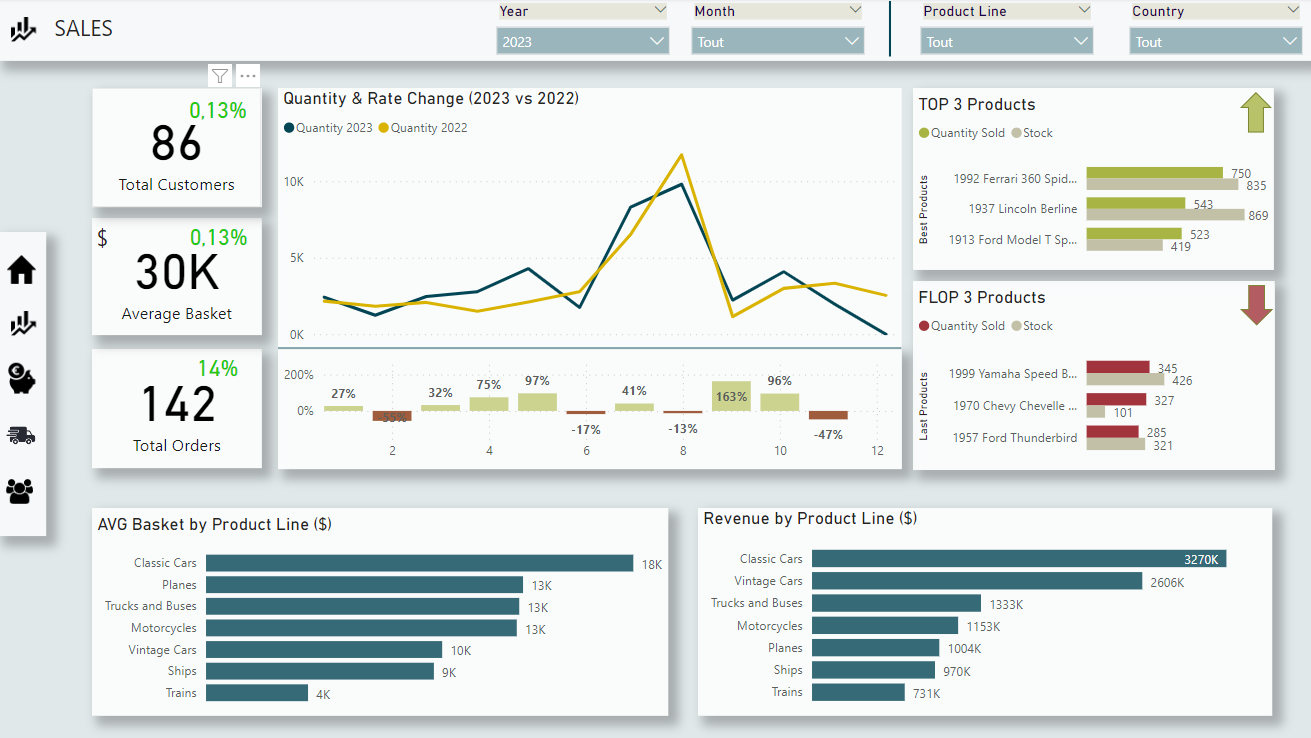 SALES
Year
Month
Product Line
Country
2023
Tout
Tout
Tout
0,13%
86
Total Customers
$
0,13%
30K
Average Basket
14%
142
Total Orders
Quantity & Rate Change (2023 vs 2022)
Quantity 2023
Quantity 2022
10K
5K
0K
200%
0%
27%
-55%
32%
75%
97%
-17%
41%
-13%
163%
96%
-47%
2
4
6
8
10
12
TOP 3 Products
Quantity Sold
Stock
Best Products
1992 Ferrari 360 Spid...
750
835
1937 Lincoln Berline
543
869
1913 Ford Model T Sp...
523
419
FLOP 3 Products
Quantity Sold
Stock
Last Products
1999 Yamaha Speed B...
345
426
1970 Chevy Chevelle ...
327
101
1957 Ford Thunderbird
285
321
AVG Basket by Product Line ($)
Classic Cars 18K
Planes 13K
Trucks and Buses 13K
Motorcycles 13K
Vintage Cars 10K
Ships 9K
Trains 4K
Revenue by Product Line ($)
Classic Cars 3270K
Vintage Cars 2606K
Trucks and Buses 1333K
Motorcycles 1153K
Planes 1004K
Ships 970K
Trains 731K